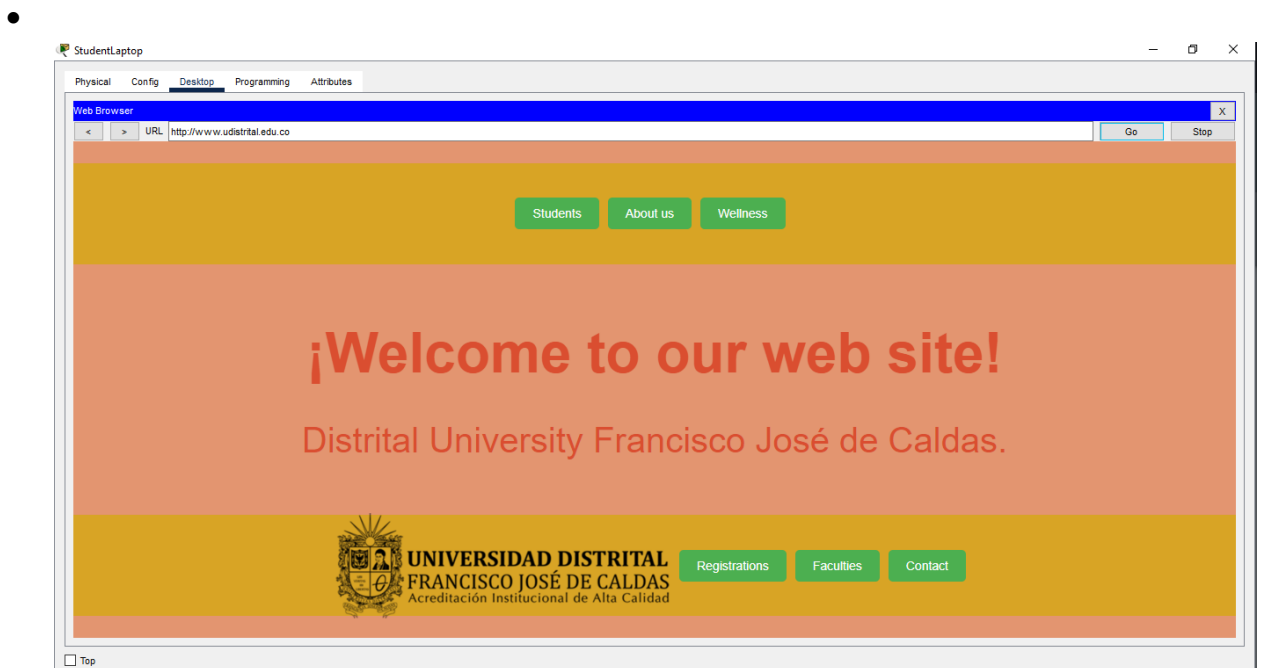 StudentLaptop
Physical Config Desktop Programming Attributes
Web Browser
X
< > URL http://www.udistrital.edu.co Go Stop
Students About us Wellness
¡Welcome to our web site!
Distrital University Francisco José de Caldas.
UNIVERSIDAD DISTRITAL
FRANCISCO JOSÉ DE CALDAS
Acreditación Institucional de Alta Calidad
Registrations Faculties Contact
Top